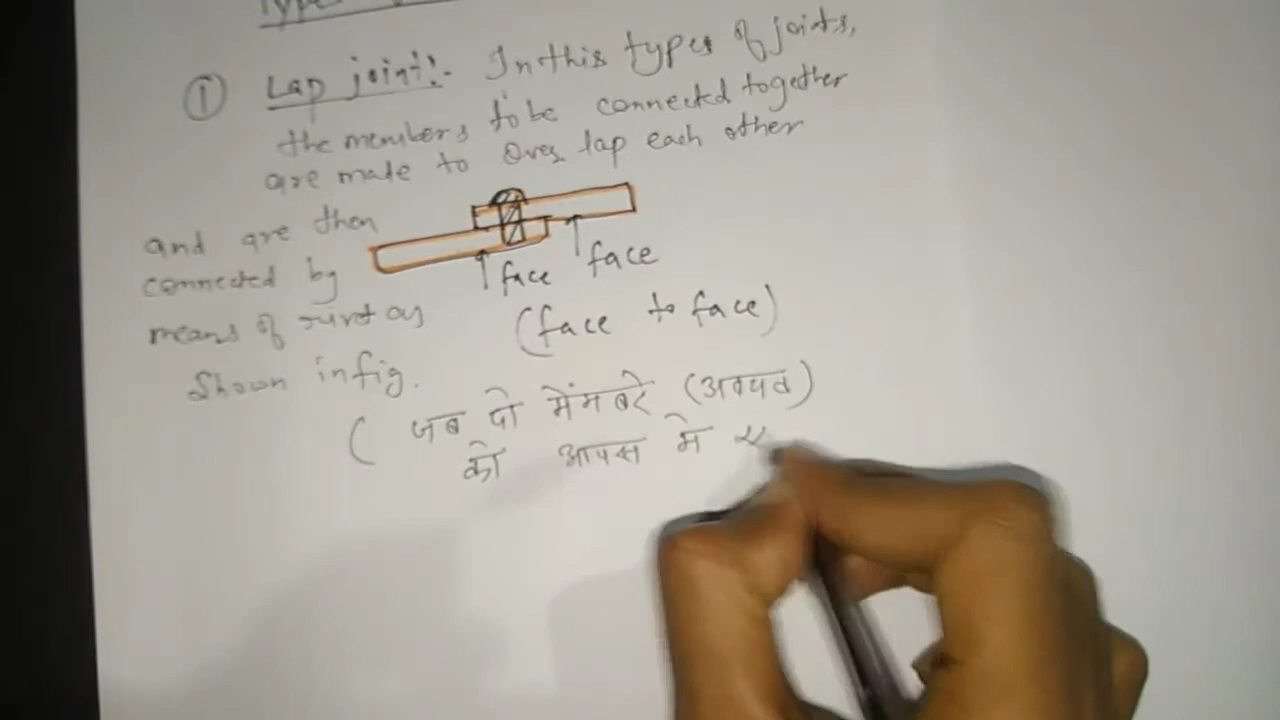 ① Lap joint:- In this types of joints,
the members to be connected together
are made to over lap each other
and are then
connected by
means of rivet as
Shown in fig.
face
face
(face to face)
( जब दो मेंमबरे (अवयव)
को आपस में